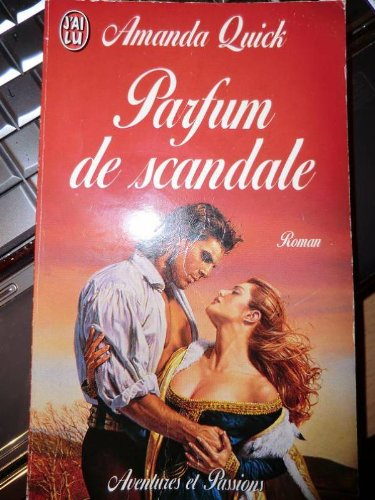 J'AI
LU
Amanda Quick
Parfum
de scandale
Roman
Aventures et Passions